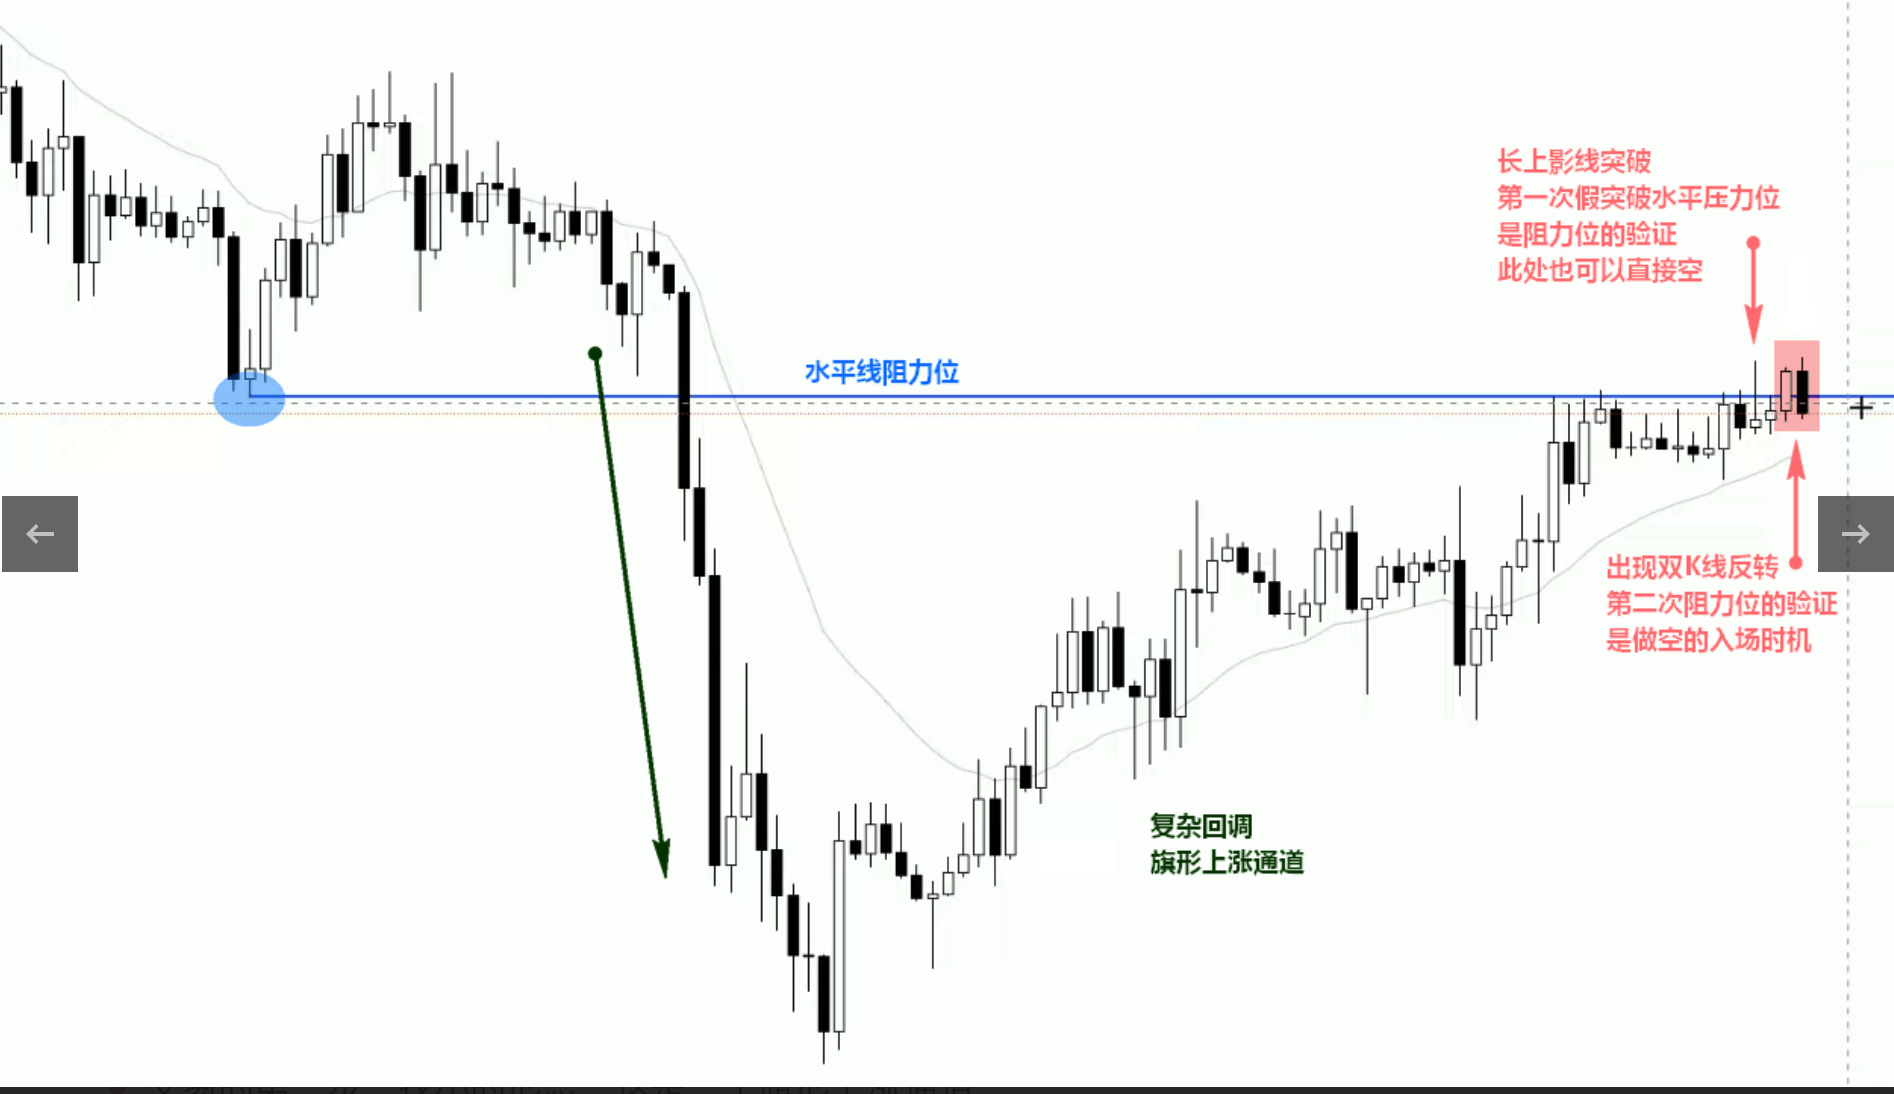 长上影线突破
第一次假突破水平压力位
是阻力位的验证
此处也可以直接空
水平线阻力位
出现双K线反转
第二次阻力位的验证
是做空的入场时机
复杂回调
旗形上涨通道